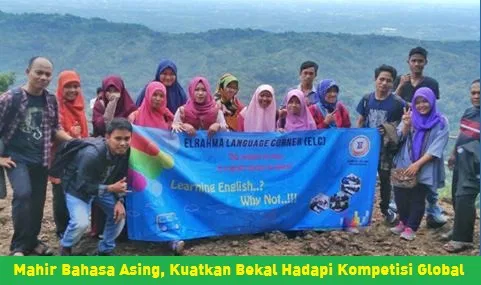 ELRAHMA LANGUAGE CORNER (ELC)
Learning English..?
Why Not..!!!
Mahir Bahasa Asing, Kuatkan Bekal Hadapi Kompetisi Global